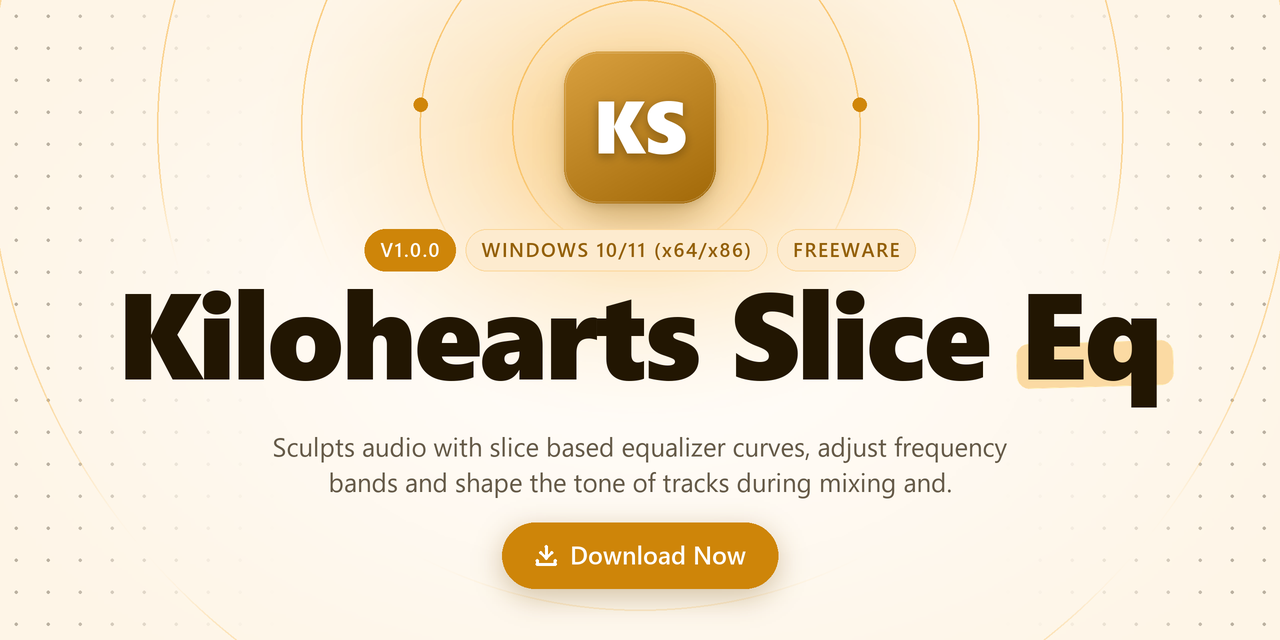 KS
V1.0.0
WINDOWS 10/11 (x64/x86)
FREEWARE
Kilohearts Slice Eq
Sculpts audio with slice based equalizer curves, adjust frequency
bands and shape the tone of tracks during mixing and.
Download Now